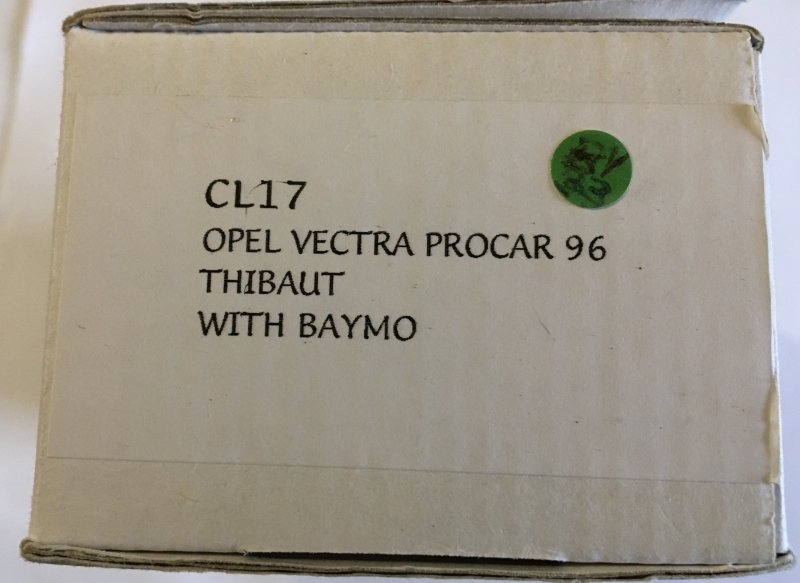 CL17
OPEL VECTRA PROCAR 96
THIBAUT
WITH BAYMO